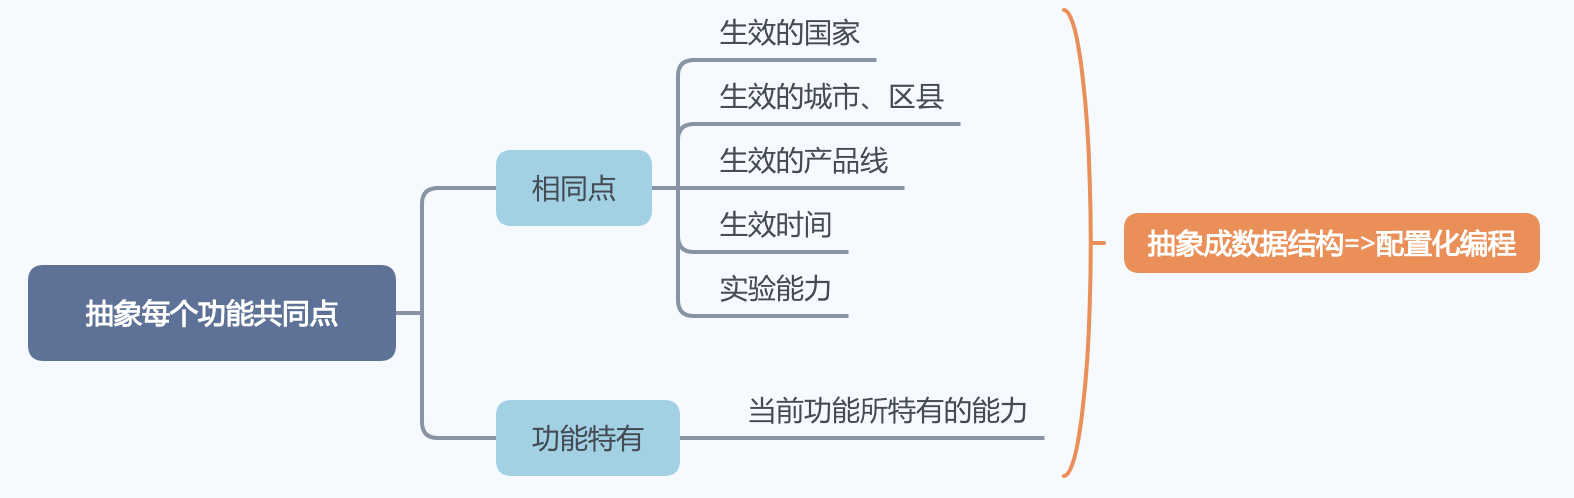 抽象每个功能共同点
相同点
生效的国家
生效的城市、区县
生效的产品线
生效时间
实验能力
功能特有
当前功能所特有的能力
抽象成数据结构=>配置化编程